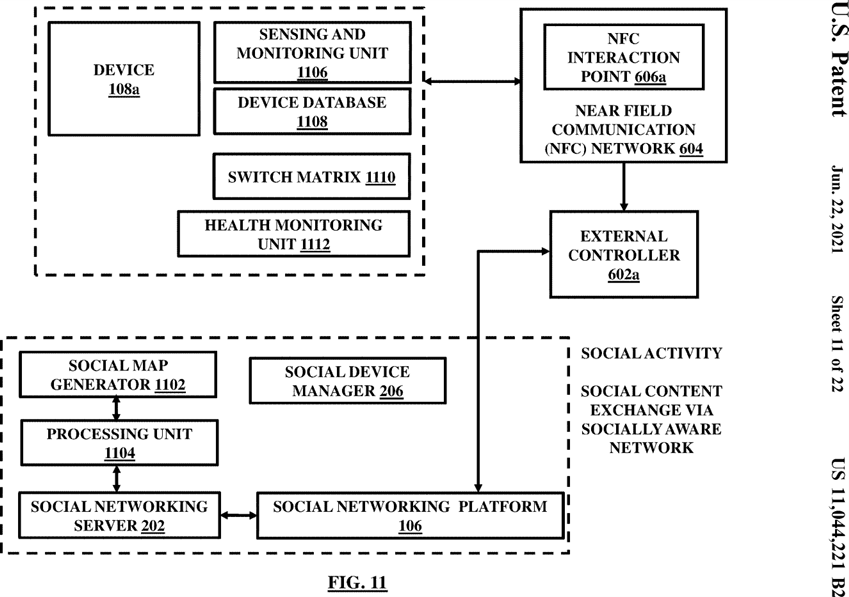 DEVICE
108a
SENSING AND
MONITORING UNIT
1106
DEVICE DATABASE
1108
SWITCH MATRIX 1110
HEALTH MONITORING
UNIT 1112
NFC
INTERACTION
POINT 606a
NEAR FIELD
COMMUNICATION
(NFC) NETWORK 604
EXTERNAL
CONTROLLER
602a
SOCIAL MAP
GENERATOR 1102
SOCIAL DEVICE
MANAGER 206
PROCESSING UNIT
1104
SOCIAL NETWORKING
SERVER 202
SOCIAL NETWORKING PLATFORM
106
SOCIAL ACTIVITY
SOCIAL CONTENT
EXCHANGE VIA
SOCIALLY AWARE
NETWORK
FIG. 11
U.S. Patent
Jun. 22, 2021
Sheet 11 of 22
US 11,044,221 B2